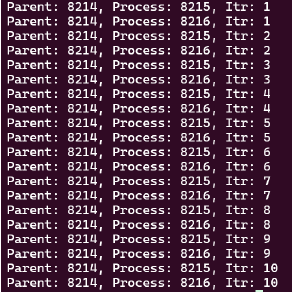 Parent: 8214, Process: 8215, Itr: 1
Parent: 8214, Process: 8216, Itr: 1
Parent: 8214, Process: 8215, Itr: 2
Parent: 8214, Process: 8216, Itr: 2
Parent: 8214, Process: 8215, Itr: 3
Parent: 8214, Process: 8216, Itr: 3
Parent: 8214, Process: 8215, Itr: 4
Parent: 8214, Process: 8216, Itr: 4
Parent: 8214, Process: 8215, Itr: 5
Parent: 8214, Process: 8216, Itr: 5
Parent: 8214, Process: 8215, Itr: 6
Parent: 8214, Process: 8216, Itr: 6
Parent: 8214, Process: 8215, Itr: 7
Parent: 8214, Process: 8216, Itr: 7
Parent: 8214, Process: 8215, Itr: 8
Parent: 8214, Process: 8216, Itr: 8
Parent: 8214, Process: 8215, Itr: 9
Parent: 8214, Process: 8216, Itr: 9
Parent: 8214, Process: 8215, Itr: 10
Parent: 8214, Process: 8216, Itr: 10